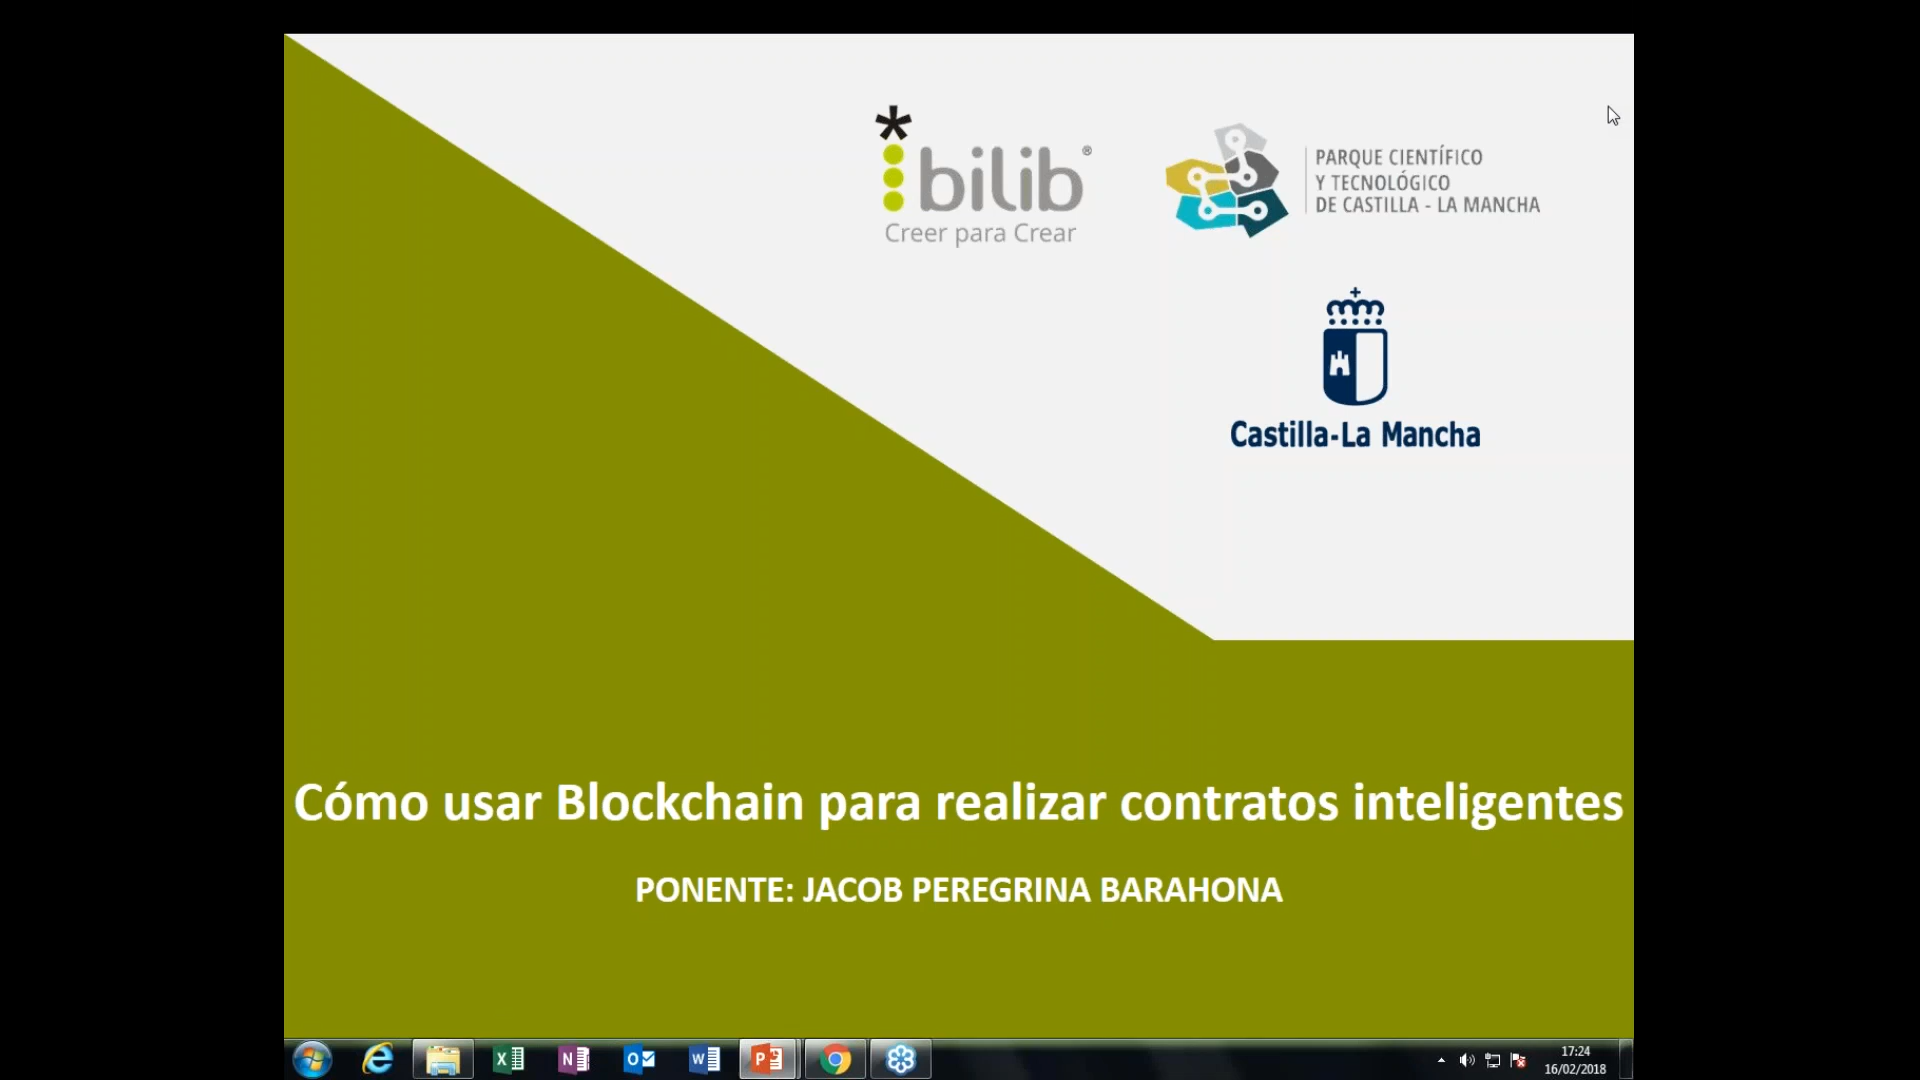 bilib®
Creer para Crear
PARQUE CIENTÍFICO
Y TECNOLÓGICO
DE CASTILLA - LA MANCHA
Castilla-La Mancha
Cómo usar Blockchain para realizar contratos inteligentes
PONENTE: JACOB PEREGRINA BARAHONA
17:24
16/02/2018